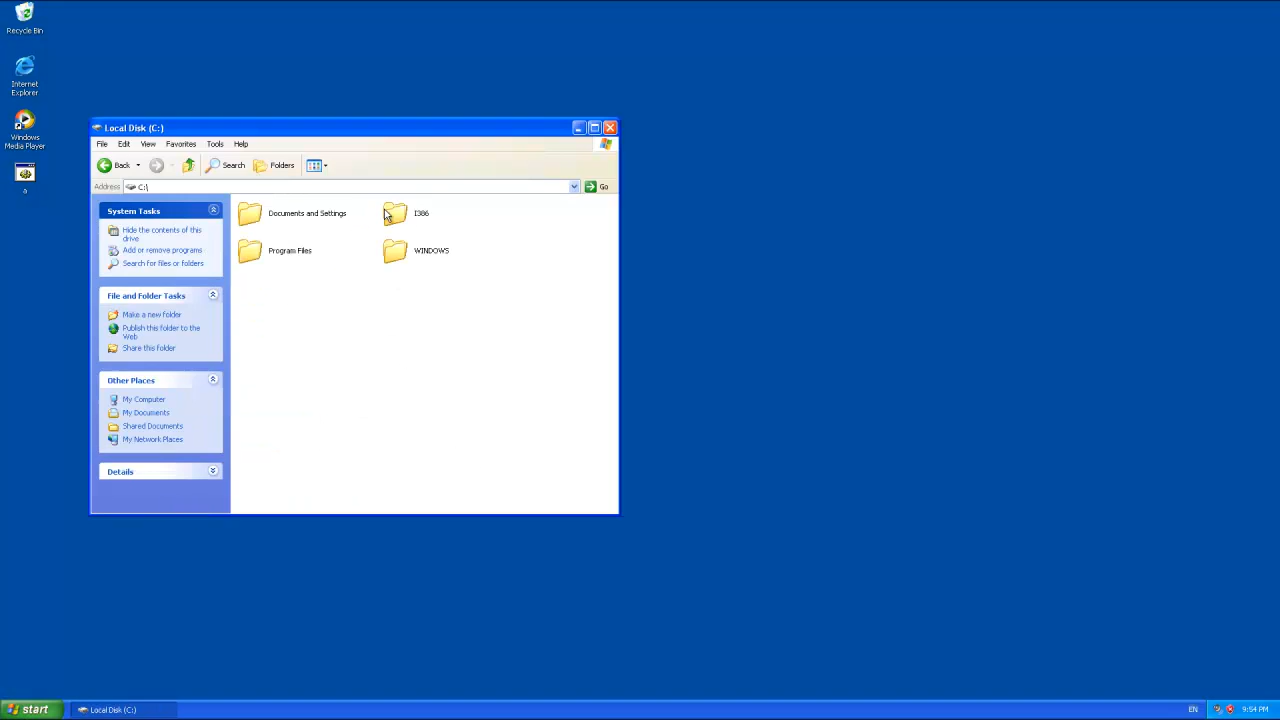 Recycle Bin
Internet
Explorer
Windows
Media Player
a
Local Disk (C:)
File Edit View Favorites Tools Help
Back Search Folders
Address C:\ Go
System Tasks
Hide the contents of this
drive
Add or remove programs
Search for files or folders
File and Folder Tasks
Make a new folder
Publish this folder to the
Web
Share this folder
Other Places
My Computer
My Documents
Shared Documents
My Network Places
Details
Documents and Settings
I386
Program Files
WINDOWS
start
Local Disk (C:)
EN
9:54 PM